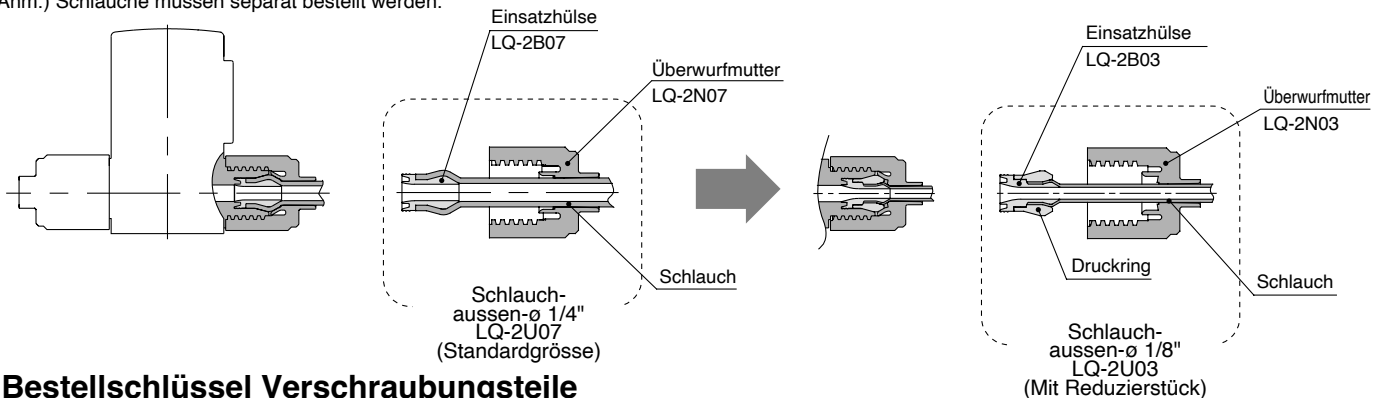 Anm.) Schläuche müssen separat bestellt werden.
Einsatzhülse
LQ-2B07
Überwurfmutter
LQ-2N07
Schlauch
Schlauch-
aussen-ø 1/4"
LQ-2U07
(Standardgrösse)
Einsatzhülse
LQ-2B03
Überwurfmutter
LQ-2N03
Druckring
Schlauch
Schlauch-
aussen-ø 1/8"
LQ-2U03
(Mit Reduzierstück)
Bestellschlüssel Verschraubungsteile